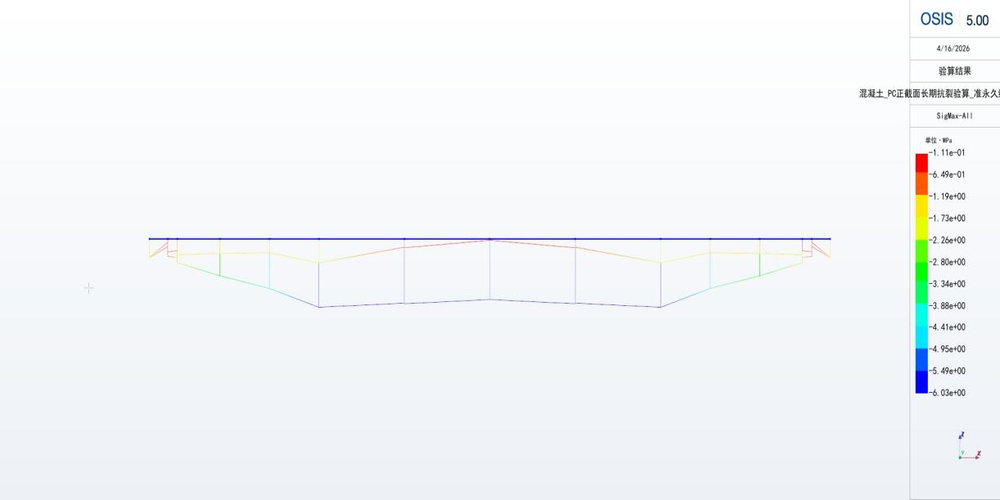 OSIS 5.00
4/16/2026
验算结果
混凝土_PC正截面长期抗裂验算_准永久
SigMax-All
单位·MPa
-1.11e-01
-6.49e-01
-1.19e+00
-1.73e+00
-2.26e+00
-2.80e+00
-3.34e+00
-3.88e+00
-4.41e+00
-4.95e+00
-5.49e+00
-6.03e+00
Z
Y X